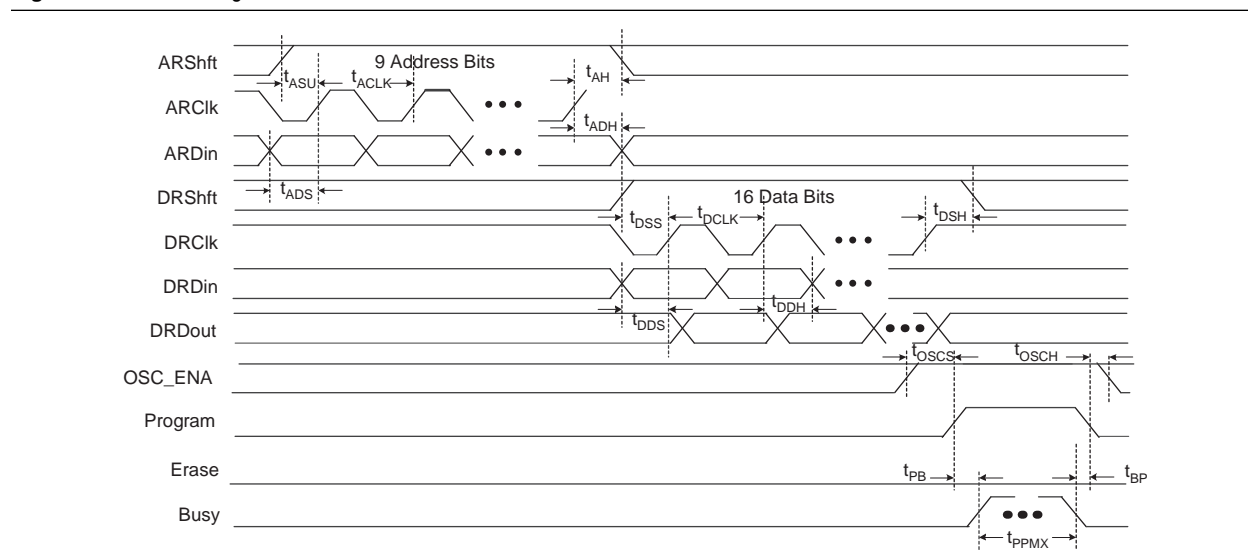 ARShft
9 Address Bits
tASU
tACLK
tAH
ARClk
tADH
ARDin
tADS
DRShft
16 Data Bits
tDSS
tDCLK
tDSH
DRClk
DRDin
tDDS
tDDH
DRDout
tOSCS
tOSCH
OSC_ENA
Program
Erase
tPB
tBP
Busy
tPPMX